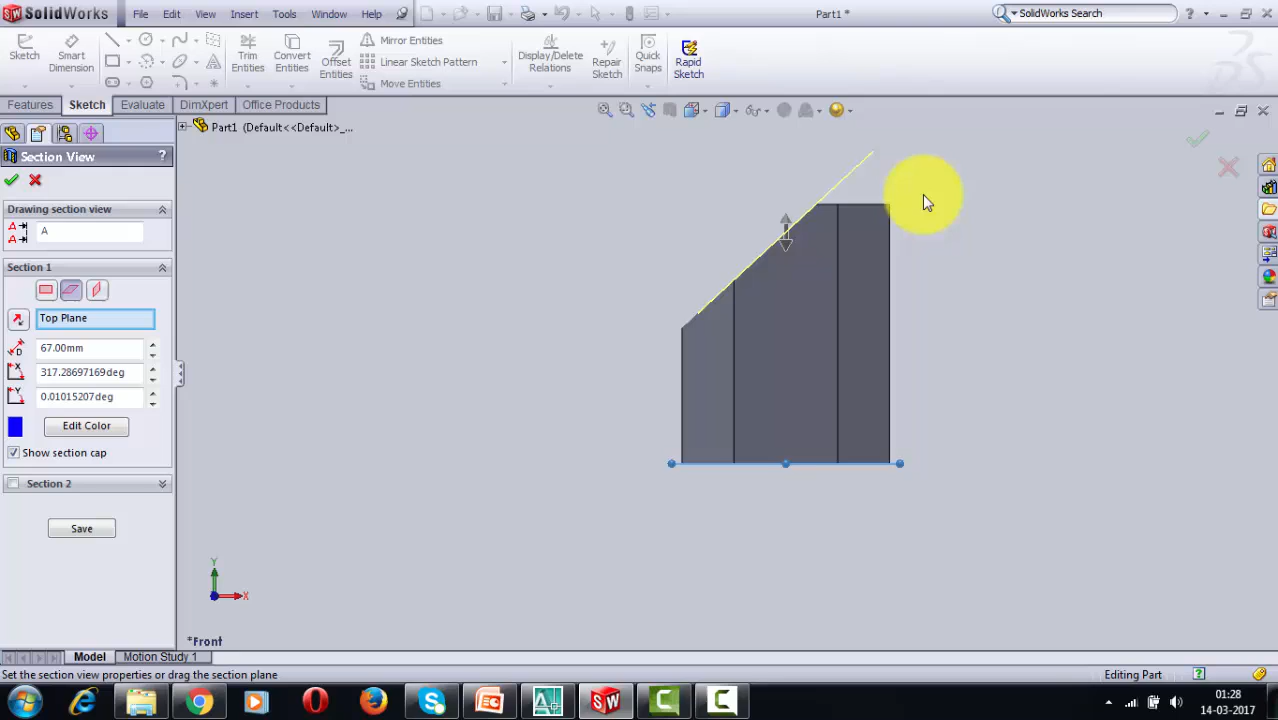 SolidWorks File Edit View Insert Tools Window Help Part1 * SolidWorks Search
Sketch Smart Dimension Trim Entities Convert Entities Offset Entities Mirror Entities Linear Sketch Pattern Move Entities Display/Delete Relations Repair Sketch Quick Snaps Rapid Sketch
Features Sketch Evaluate DimXpert Office Products
Part1 (Default<<Default>_...
Section View ?
Drawing section view
A
Section 1
Top Plane
67.00mm
317.28697169deg
0.01015207deg
Edit Color
Show section cap
Section 2
Save
Y
X
*Front
Model Motion Study 1
Set the section view properties or drag the section plane Editing Part
01:28
14-03-2017